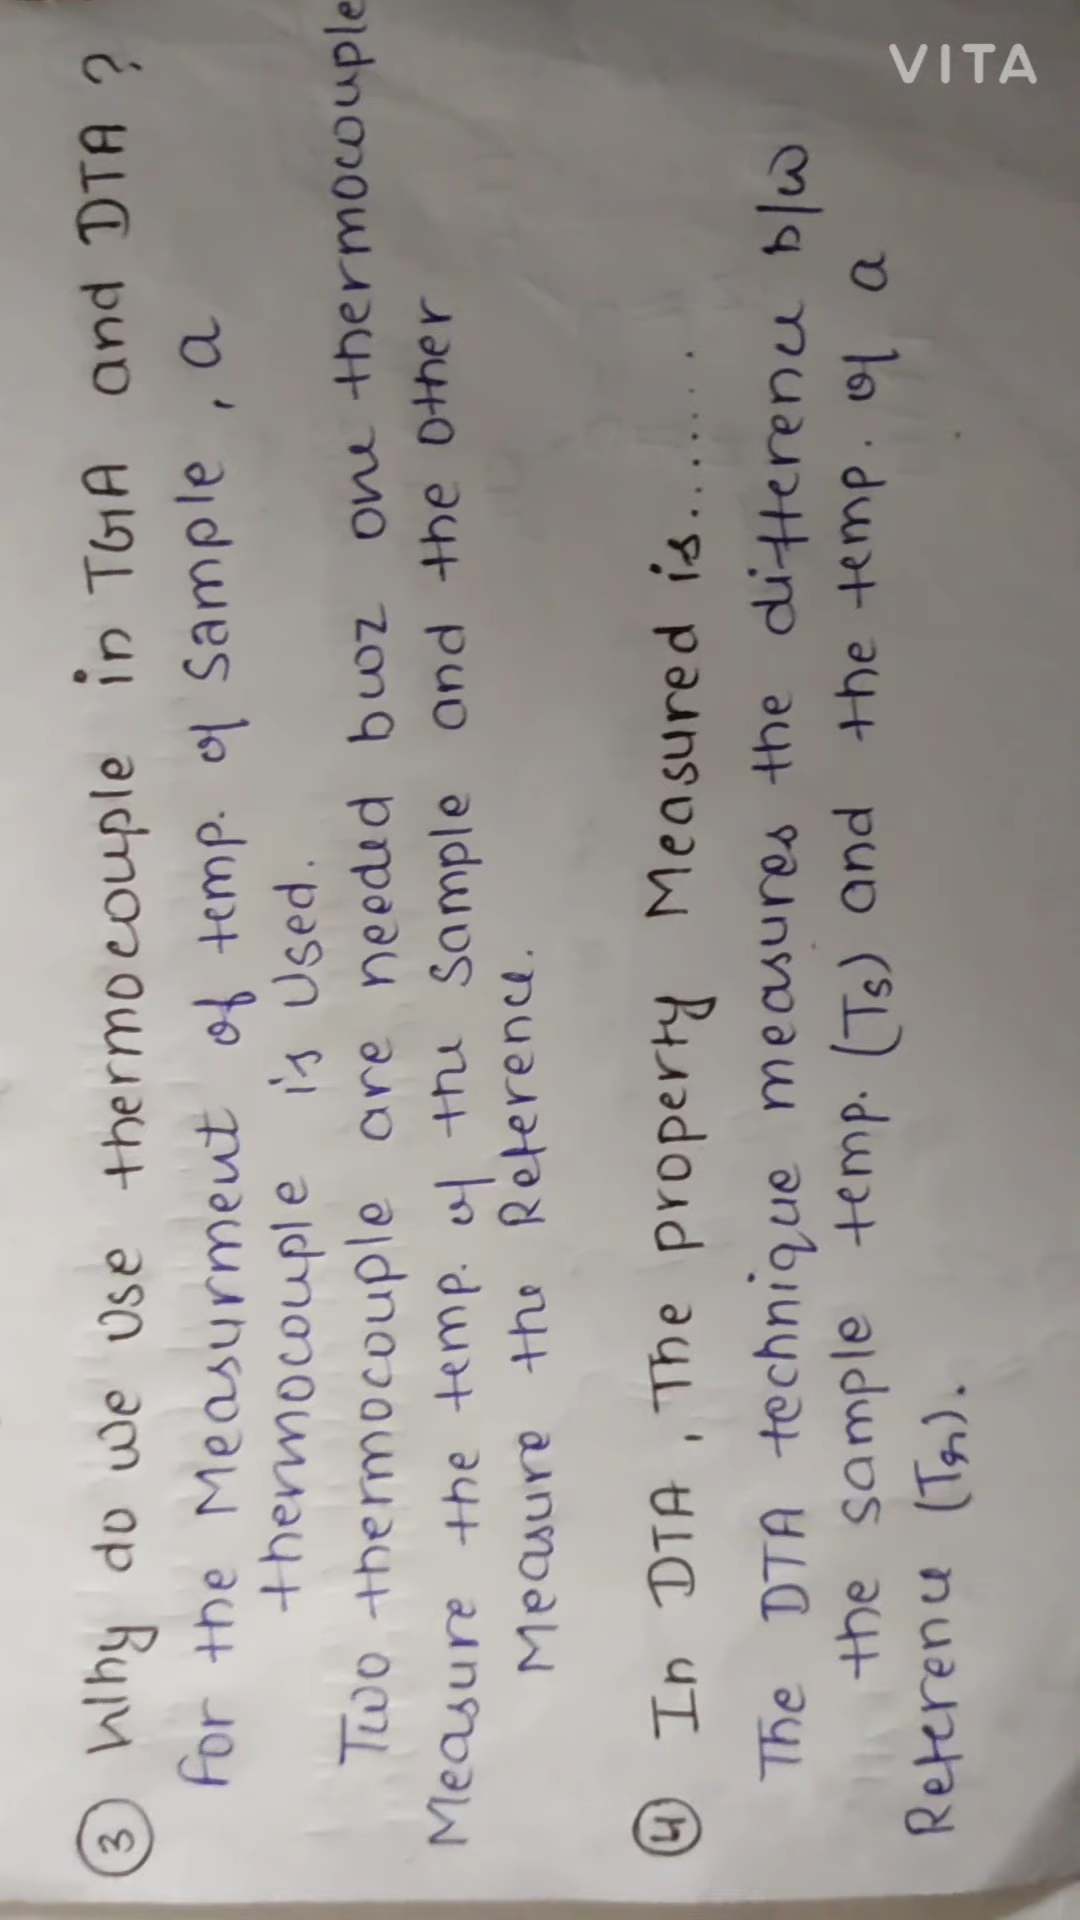 ③ Why do we use thermocouple in TGA and DTA ?
for the Measurment of temp. of Sample , a
thermocouple is Used.
Two thermocouple are needed bcoz one thermocouple
Measure the temp. of the Sample and the other
Measure the Reference.
④ In DTA , The property Measured is.......
The DTA technique measures the difference b/w
the sample temp. (Ts) and the temp. of a
Reference (Tr).
VITA